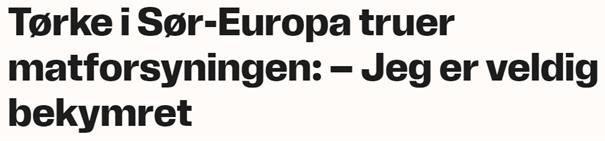 Tørke i Sør-Europa truer
matforsyningen: – Jeg er veldig
bekymret